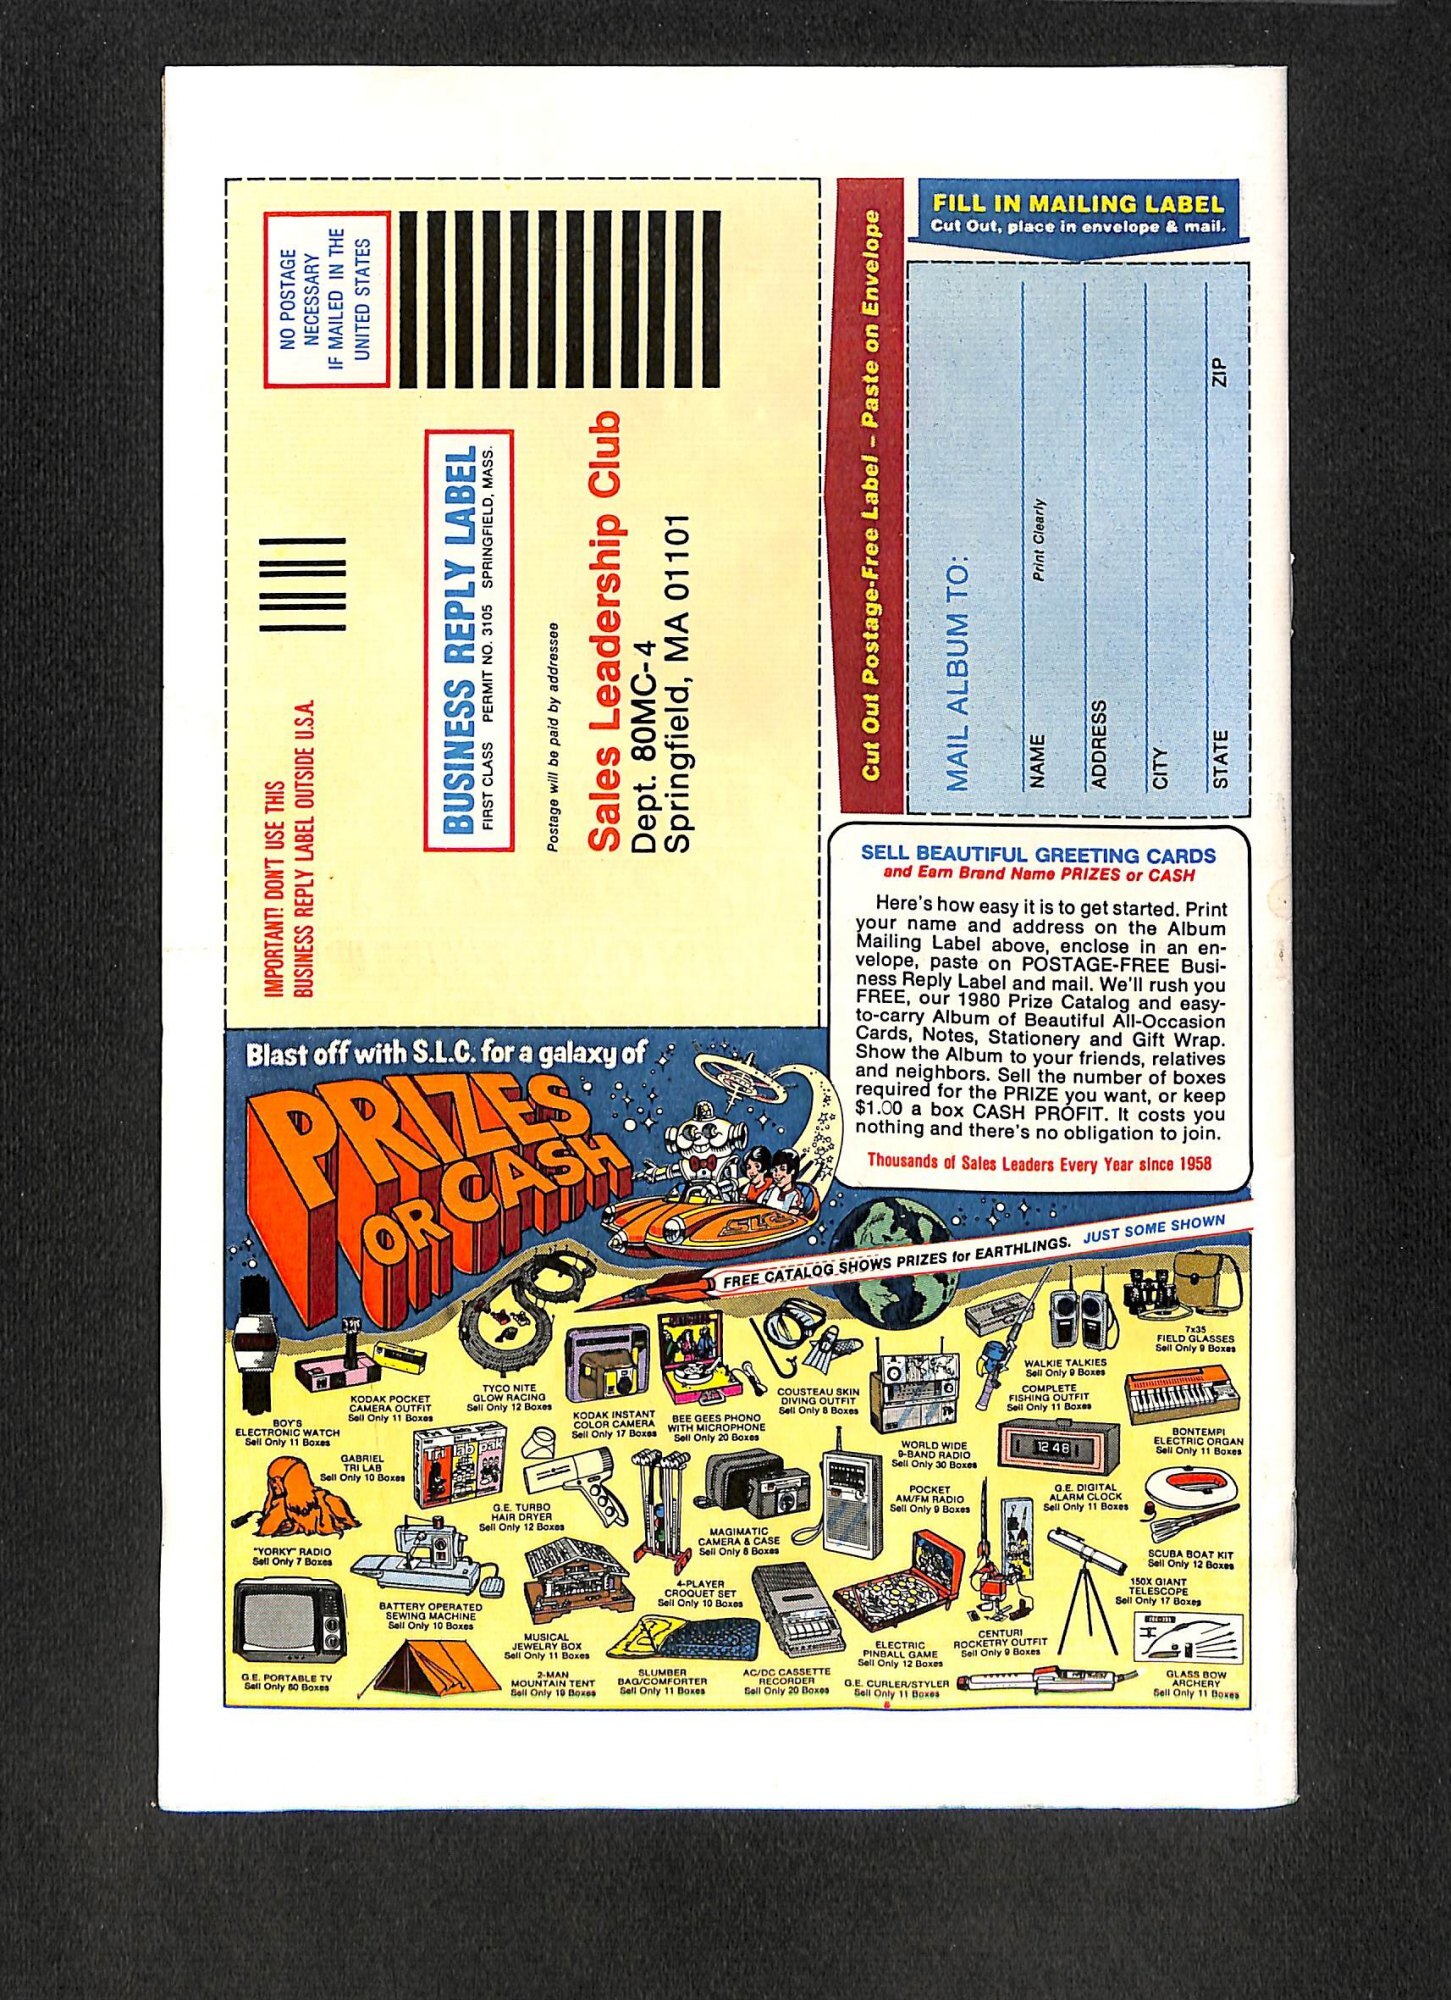 NO POSTAGE
NECESSARY
IF MAILED IN THE
UNITED STATES
IMPORTANT! DON'T USE THIS
BUSINESS REPLY LABEL OUTSIDE U.S.A.
BUSINESS REPLY LABEL
FIRST CLASS PERMIT NO. 3105 SPRINGFIELD, MASS.
Postage will be paid by addressee
Sales Leadership Club
Dept. 80MC-4
Springfield, MA 01101
Cut Out Postage-Free Label – Paste on Envelope
FILL IN MAILING LABEL
Cut Out, place in envelope & mail.
MAIL ALBUM TO:
NAME
Print Clearly
ADDRESS
CITY
STATE ZIP
SELL BEAUTIFUL GREETING CARDS
and Earn Brand Name PRIZES or CASH
Here's how easy it is to get started. Print
your name and address on the Album
Mailing Label above, enclose in an en-
velope, paste on POSTAGE-FREE Busi-
ness Reply Label and mail. We'll rush you
FREE, our 1980 Prize Catalog and easy-
to-carry Album of Beautiful All-Occasion
Cards, Notes, Stationery and Gift Wrap.
Show the Album to your friends, relatives
and neighbors. Sell the number of boxes
required for the PRIZE you want, or keep
$1.00 a box CASH PROFIT. It costs you
nothing and there's no obligation to join.
Thousands of Sales Leaders Every Year since 1958
Blast off with S.L.C. for a galaxy of
PRIZES
OR CASH
SLC
FREE CATALOG SHOWS PRIZES for EARTHLINGS. JUST SOME SHOWN
BOY'S
ELECTRONIC WATCH
Sell Only 11 Boxes
KODAK POCKET
CAMERA OUTFIT
Sell Only 11 Boxes
TYCO NITE
GLOW RACING
Sell Only 12 Boxes
KODAK INSTANT
COLOR CAMERA
Sell Only 17 Boxes
BEE GEES PHONO
WITH MICROPHONE
Sell Only 20 Boxes
COUSTEAU SKIN
DIVING OUTFIT
Sell Only 8 Boxes
WORLD WIDE
9-BAND RADIO
Sell Only 30 Boxes
COMPLETE
FISHING OUTFIT
Sell Only 11 Boxes
WALKIE TALKIES
Sell Only 9 Boxes
7x35
FIELD GLASSES
Sell Only 9 Boxes
BONTEMPI
ELECTRIC ORGAN
Sell Only 11 Boxes
GABRIEL
TRI LAB
Sell Only 10 Boxes
Tri lab pak
G.E. TURBO
HAIR DRYER
Sell Only 12 Boxes
MAGIMATIC
CAMERA & CASE
Sell Only 8 Boxes
POCKET
AM/FM RADIO
Sell Only 9 Boxes
12 48
G.E. DIGITAL
ALARM CLOCK
Sell Only 11 Boxes
SCUBA BOAT KIT
Sell Only 12 Boxes
"YORKY" RADIO
Sell Only 7 Boxes
BATTERY OPERATED
SEWING MACHINE
Sell Only 10 Boxes
MUSICAL
JEWELRY BOX
Sell Only 11 Boxes
4-PLAYER
CROQUET SET
Sell Only 10 Boxes
ELECTRIC
PINBALL GAME
Sell Only 12 Boxes
CENTURI
ROCKETRY OUTFIT
Sell Only 9 Boxes
150X GIANT
TELESCOPE
Sell Only 17 Boxes
G.E. PORTABLE TV
Sell Only 60 Boxes
2-MAN
MOUNTAIN TENT
Sell Only 19 Boxes
SLUMBER
BAG/COMFORTER
Sell Only 11 Boxes
AC/DC CASSETTE
RECORDER
Sell Only 20 Boxes
G.E. CURLER/STYLER
Sell Only 11 Boxes
GLASS BOW
ARCHERY
Sell Only 11 Boxes